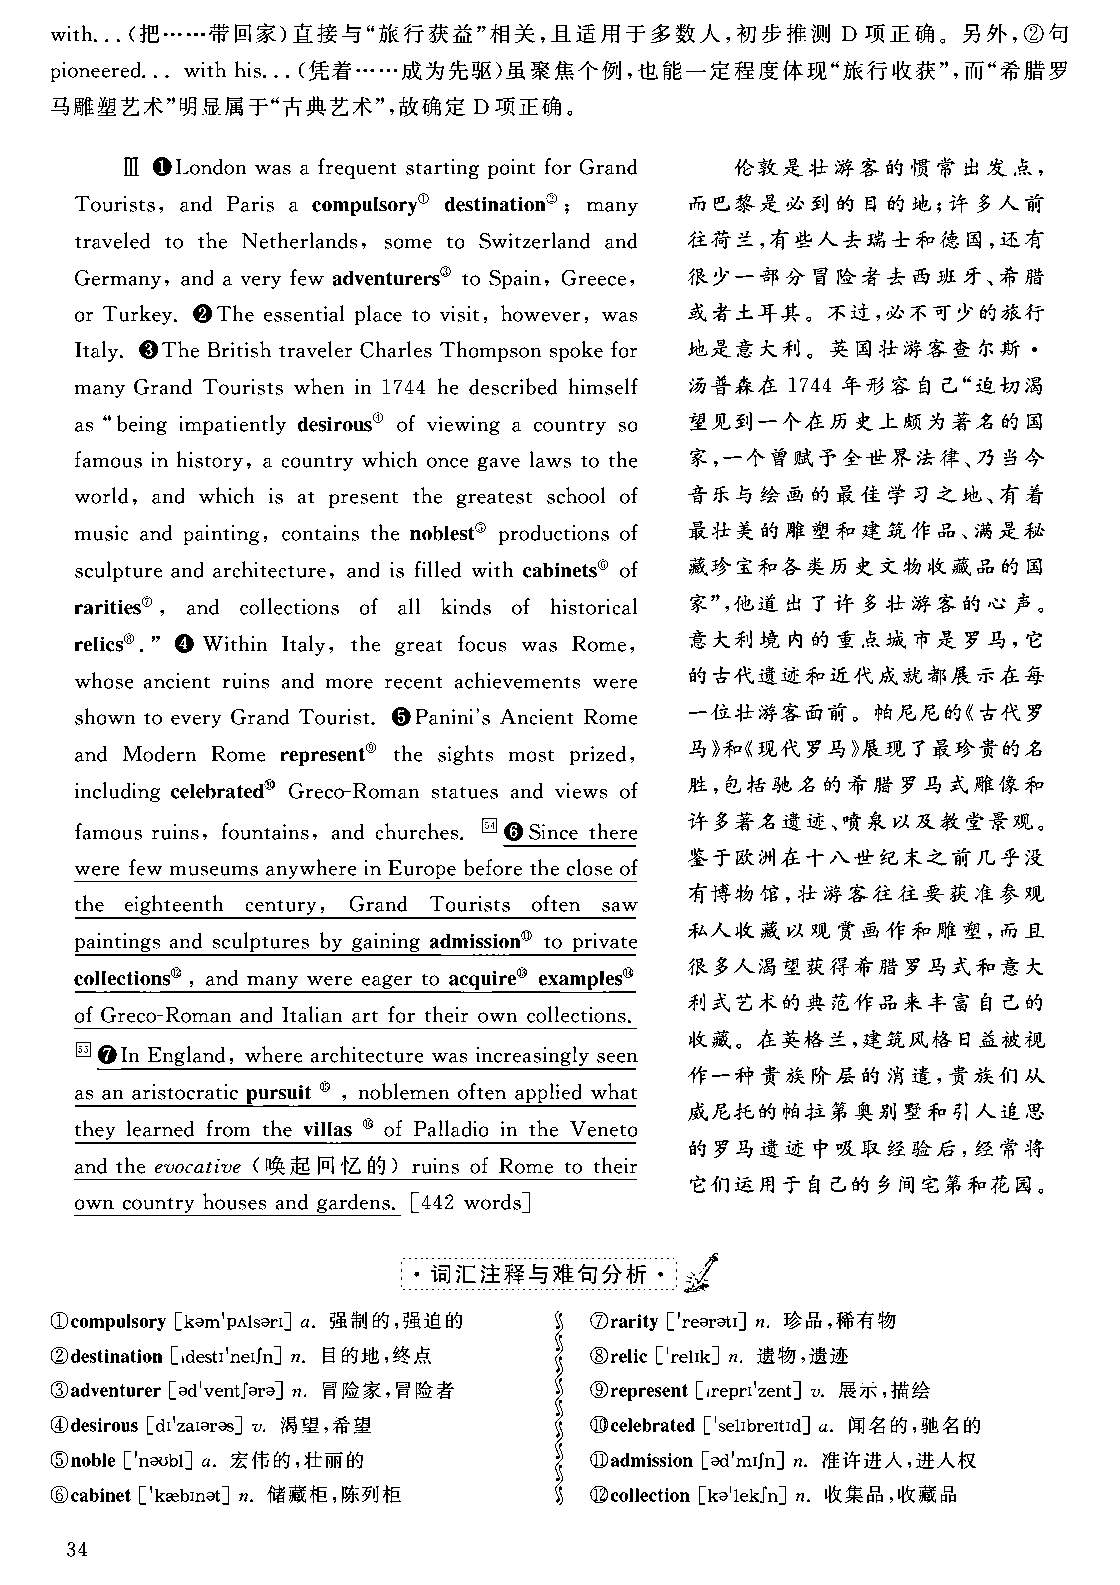 with...(把……带回家)直接与“旅行获益”相关,且适用于多数人,初步推测 D 项正确。另外,②句
pioneered... with his...(凭着……成为先驱)虽聚焦个例,也能一定程度体现“旅行收获”,而“希腊罗
马雕塑艺术”明显属于“古典艺术”,故确定 D 项正确。
Ⅲ ❶London was a frequent starting point for Grand
Tourists, and Paris a compulsory① destination②; many
traveled to the Netherlands, some to Switzerland and
Germany, and a very few adventurers③ to Spain, Greece,
or Turkey. ❷The essential place to visit, however, was
Italy. ❸The British traveler Charles Thompson spoke for
many Grand Tourists when in 1744 he described himself
as “being impatiently desirous④ of viewing a country so
famous in history, a country which once gave laws to the
world, and which is at present the greatest school of
music and painting, contains the noblest⑤ productions of
sculpture and architecture, and is filled with cabinets⑥ of
rarities⑦, and collections of all kinds of historical
relics⑧.” ❹ Within Italy, the great focus was Rome,
whose ancient ruins and more recent achievements were
shown to every Grand Tourist. ❺Panini's Ancient Rome
and Modern Rome represent⑨ the sights most prized,
including celebrated⑩ Greco-Roman statues and views of
famous ruins, fountains, and churches. 54 ❻Since there
were few museums anywhere in Europe before the close of
the eighteenth century, Grand Tourists often saw
paintings and sculptures by gaining admission⑪ to private
collections⑫, and many were eager to acquire⑬ examples⑭
of Greco-Roman and Italian art for their own collections.
55 ❼In England, where architecture was increasingly seen
as an aristocratic pursuit ⑮, noblemen often applied what
they learned from the villas ⑯ of Palladio in the Veneto
and the evocative (唤起回忆的) ruins of Rome to their
own country houses and gardens. [442 words]
伦敦是壮游客的惯常出发点,
而巴黎是必到的目的地;许多人前
往荷兰,有些人去瑞士和德国,还有
很少一部分冒险者去西班牙、希腊
或者土耳其。不过,必不可少的旅行
地是意大利。英国壮游客查尔斯·
汤普森在 1744 年形容自己“迫切渴
望见到一个在历史上颇为著名的国
家,一个曾赋予全世界法律、乃当今
音乐与绘画的最佳学习之地、有着
最壮美的雕塑和建筑作品、满是秘
藏珍宝和各类历史文物收藏品的国
家”,他道出了许多壮游客的心声。
意大利境内的重点城市是罗马,它
的古代遗迹和近代成就都展示在每
一位壮游客面前。帕尼尼的《古代罗
马》和《现代罗马》展现了最珍贵的名
胜,包括驰名的希腊罗马式雕像和
许多著名遗迹、喷泉以及教堂景观。
鉴于欧洲在十八世纪末之前几乎没
有博物馆,壮游客往往要获准参观
私人收藏以观赏画作和雕塑,而且
很多人渴望获得希腊罗马式和意大
利式艺术的典范作品来丰富自己的
收藏。在英格兰,建筑风格日益被视
作一种贵族阶层的消遣,贵族们从
威尼托的帕拉第奥别墅和引人追思
的罗马遗迹中吸取经验后,经常将
它们运用于自己的乡间宅第和花园。
·词汇注释与难句分析·
①compulsory [kəm'pʌlsərɪ] a. 强制的,强迫的
②destination [ˌdestɪ'neɪʃn] n. 目的地,终点
③adventurer [əd'ventʃərə] n. 冒险家,冒险者
④desirous [dɪ'zaɪərəs] v. 渴望,希望
⑤noble ['nəʊbl] a. 宏伟的,壮丽的
⑥cabinet ['kæbɪnət] n. 储藏柜,陈列柜
⑦rarity ['reərətɪ] n. 珍品,稀有物
⑧relic ['relɪk] n. 遗物,遗迹
⑨represent [ˌreprɪ'zent] v. 展示,描绘
⑩celebrated ['selɪbreɪtɪd] a. 闻名的,驰名的
⑪admission [əd'mɪʃn] n. 准许进入,进入权
⑫collection [kə'lekʃn] n. 收集品,收藏品
34